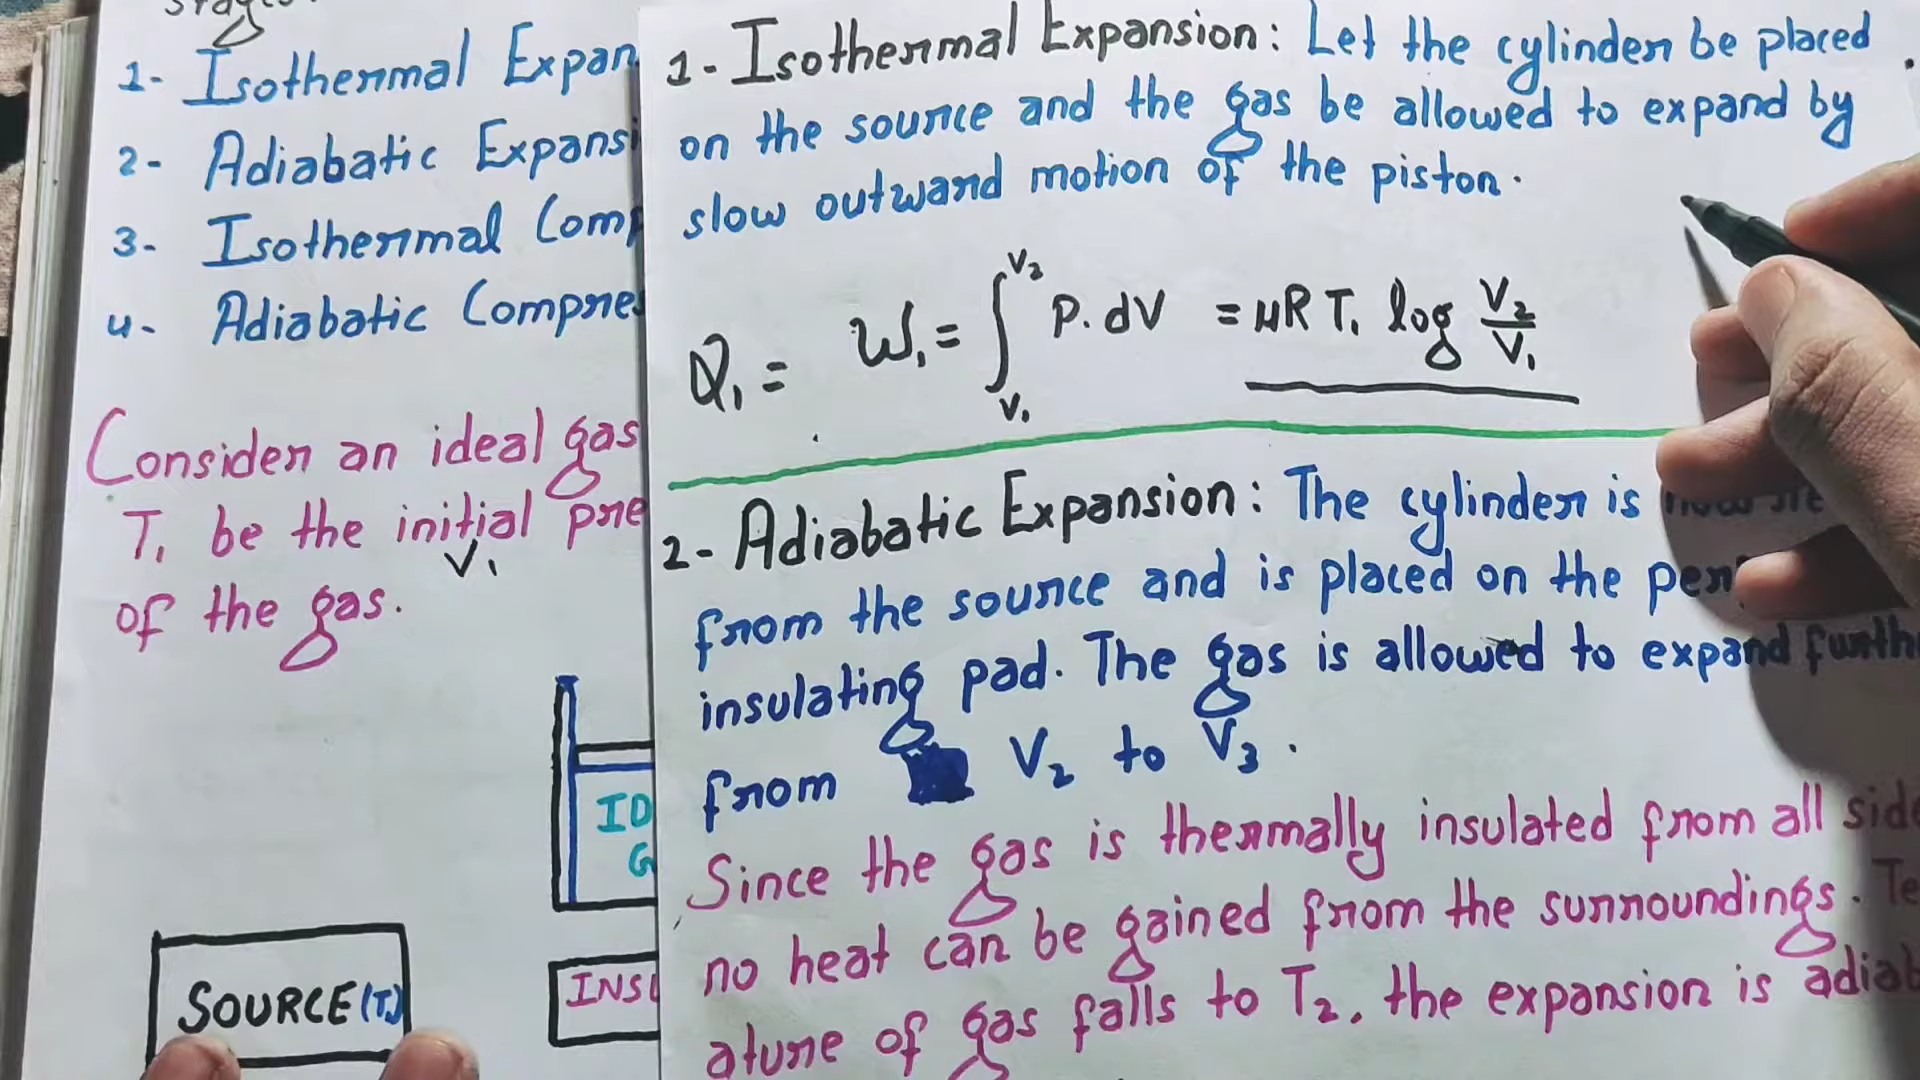 1- Isothermal Expan
2- Adiabatic Expansi
3- Isothermal Comp
4- Adiabatic Compres
Consider an ideal gas
T₁ be the initial pre
V₁
of the gas.
ID
G
SOURCE(T₁)
INSU
1- Isothermal Expansion: Let the cylinder be placed
on the source and the gas be allowed to expand by
slow outward motion of the piston.
Q₁ = W₁ = ∫_{V₁}^{V₂} P.dV = μRT₁ log V₂/V₁
2- Adiabatic Expansion: The cylinder is now re
from the source and is placed on the per
insulating pad. The gas is allowed to expand furth
from V₂ to V₃.
Since the gas is thermally insulated from all side
no heat can be gained from the surroundings. Te
ature of gas falls to T₂, the expansion is adiab